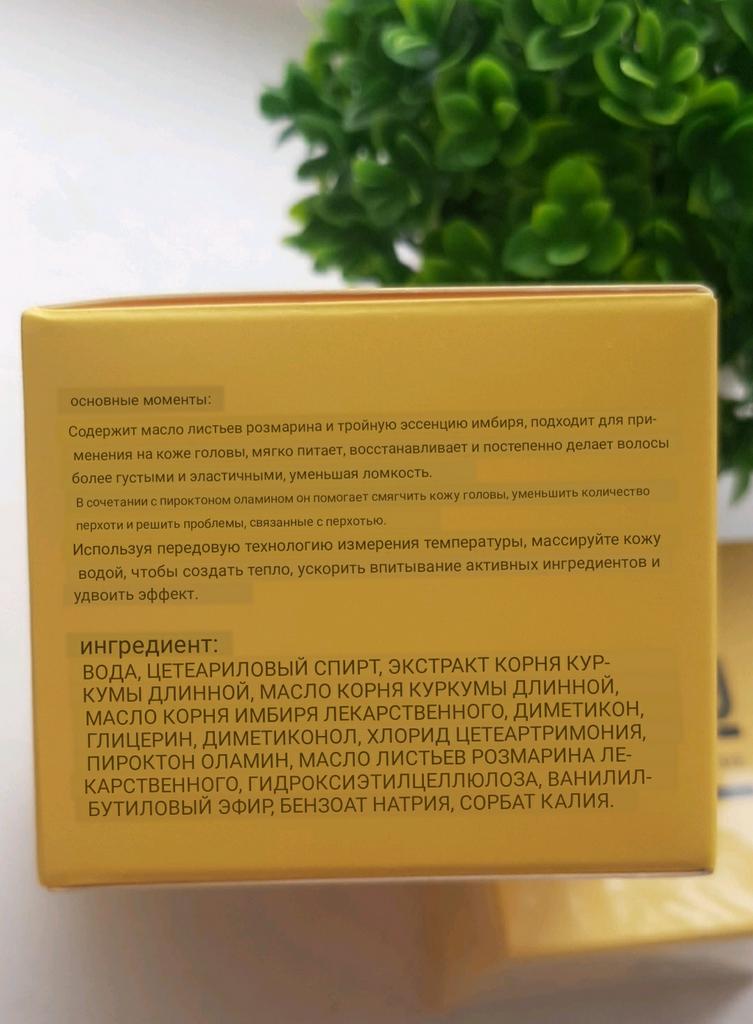 основные моменты:
Содержит масло листьев розмарина и тройную эссенцию имбиря, подходит для при-
менения на коже головы, мягко питает, восстанавливает и постепенно делает волосы
более густыми и эластичными, уменьшая ломкость.
В сочетании с пироктоном оламином он помогает смягчить кожу головы, уменьшить количество
перхоти и решить проблемы, связанные с перхотью.
Используя передовую технологию измерения температуры, массируйте кожу
водой, чтобы создать тепло, ускорить впитывание активных ингредиентов и
удвоить эффект.
ингредиент:
ВОДА, ЦЕТЕАРИЛОВЫЙ СПИРТ, ЭКСТРАКТ КОРНЯ КУР-
КУМЫ ДЛИННОЙ, МАСЛО КОРНЯ КУРКУМЫ ДЛИННОЙ,
МАСЛО КОРНЯ ИМБИРЯ ЛЕКАРСТВЕННОГО, ДИМЕТИКОН,
ГЛИЦЕРИН, ДИМЕТИКОНОЛ, ХЛОРИД ЦЕТЕАРТРИМОНИЯ,
ПИРОКТОН ОЛАМИН, МАСЛО ЛИСТЬЕВ РОЗМАРИНА ЛЕ-
КАРСТВЕННОГО, ГИДРОКСИЭТИЛЦЕЛЛЮЛОЗА, ВАНИЛИЛ-
БУТИЛОВЫЙ ЭФИР, БЕНЗОАТ НАТРИЯ, СОРБАТ КАЛИЯ.